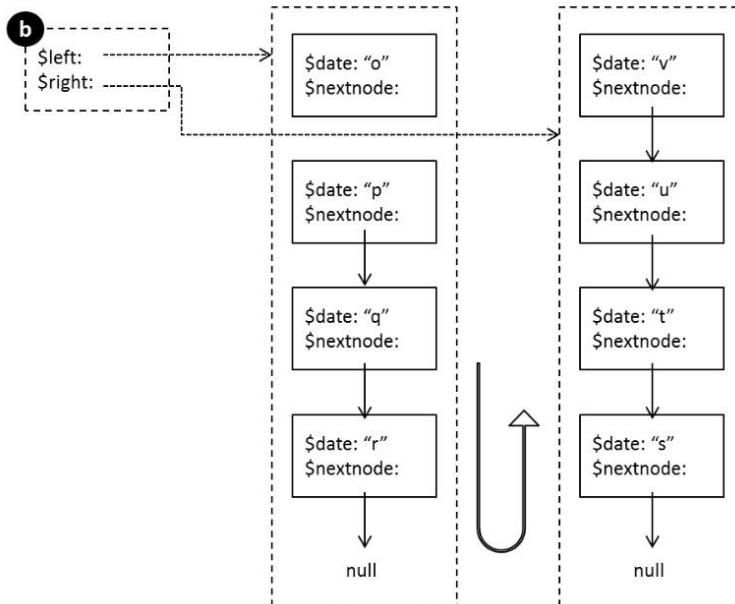 b
$left:
$right:
$date: “o”
$nextnode:
$date: “p”
$nextnode:
$date: “q”
$nextnode:
$date: “r”
$nextnode:
null
$date: “v”
$nextnode:
$date: “u”
$nextnode:
$date: “t”
$nextnode:
$date: “s”
$nextnode:
null